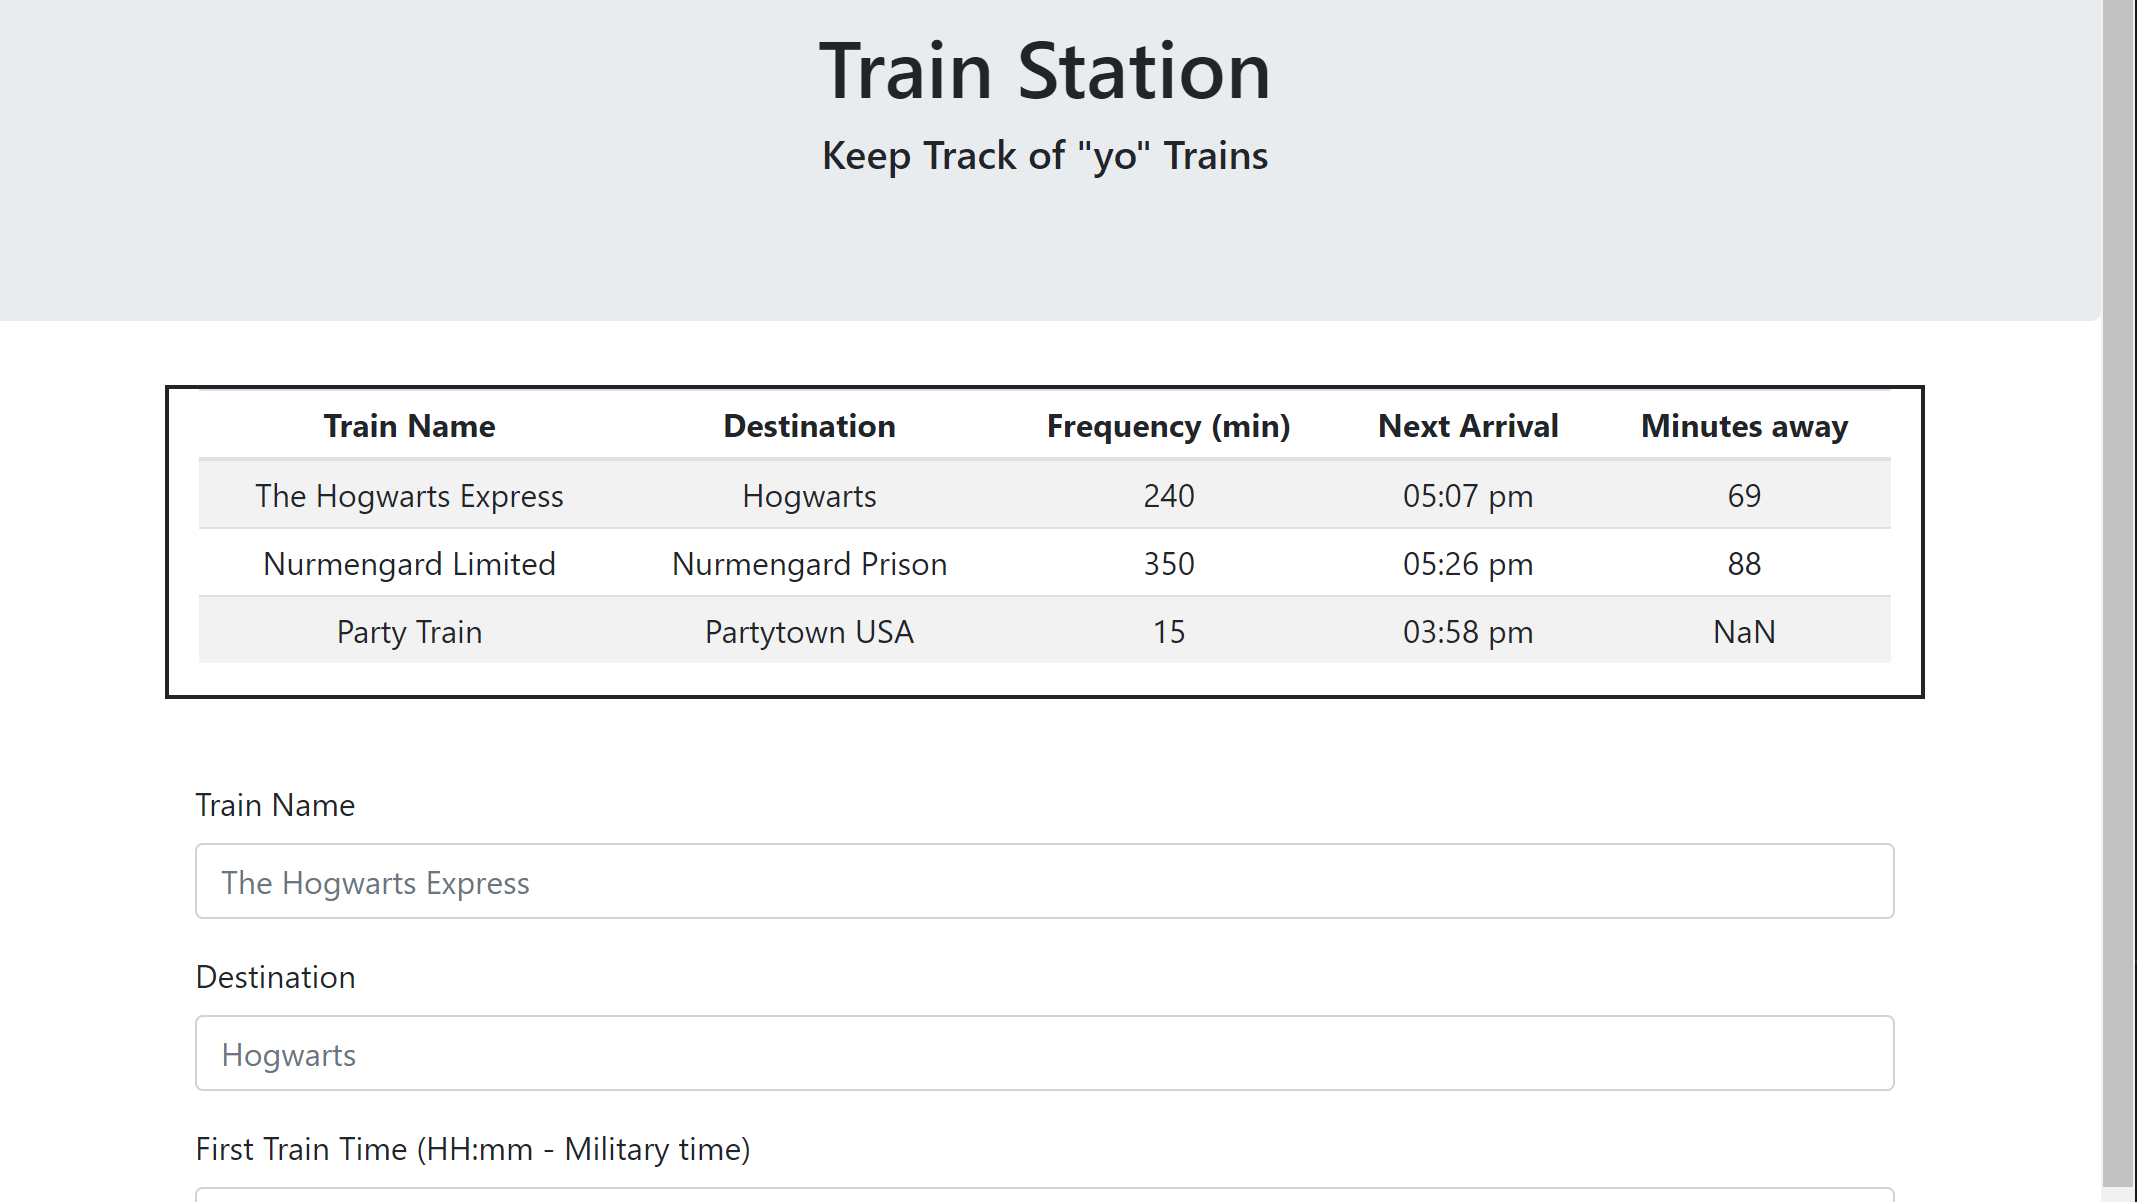 Train Station
Keep Track of "yo" Trains
Train Name Destination Frequency (min) Next Arrival Minutes away
The Hogwarts Express Hogwarts 240 05:07 pm 69
Nurmengard Limited Nurmengard Prison 350 05:26 pm 88
Party Train Partytown USA 15 03:58 pm NaN
Train Name
The Hogwarts Express
Destination
Hogwarts
First Train Time (HH:mm - Military time)